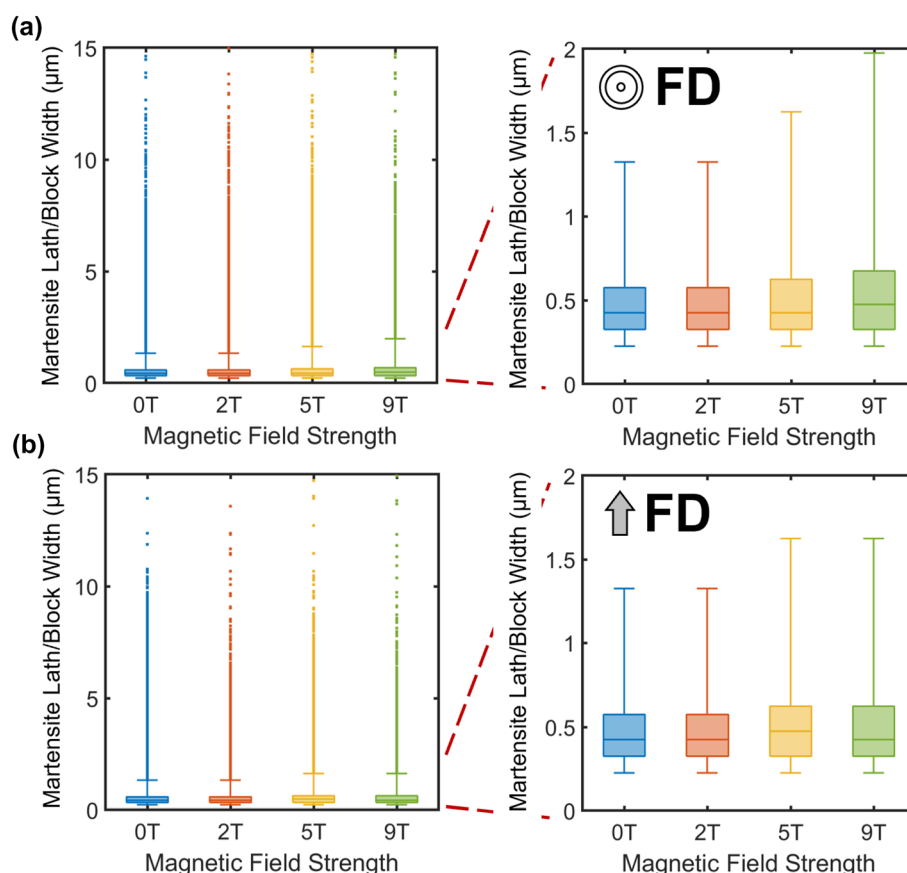 (a)
Martensite Lath/Block Width (µm)
15
10
5
0
0T 2T 5T 9T
Magnetic Field Strength
Martensite Lath/Block Width (µm)
2
1.5
1
0.5
0
FD
0T 2T 5T 9T
Magnetic Field Strength
(b)
Martensite Lath/Block Width (µm)
15
10
5
0
0T 2T 5T 9T
Magnetic Field Strength
Martensite Lath/Block Width (µm)
2
1.5
1
0.5
0
FD
0T 2T 5T 9T
Magnetic Field Strength